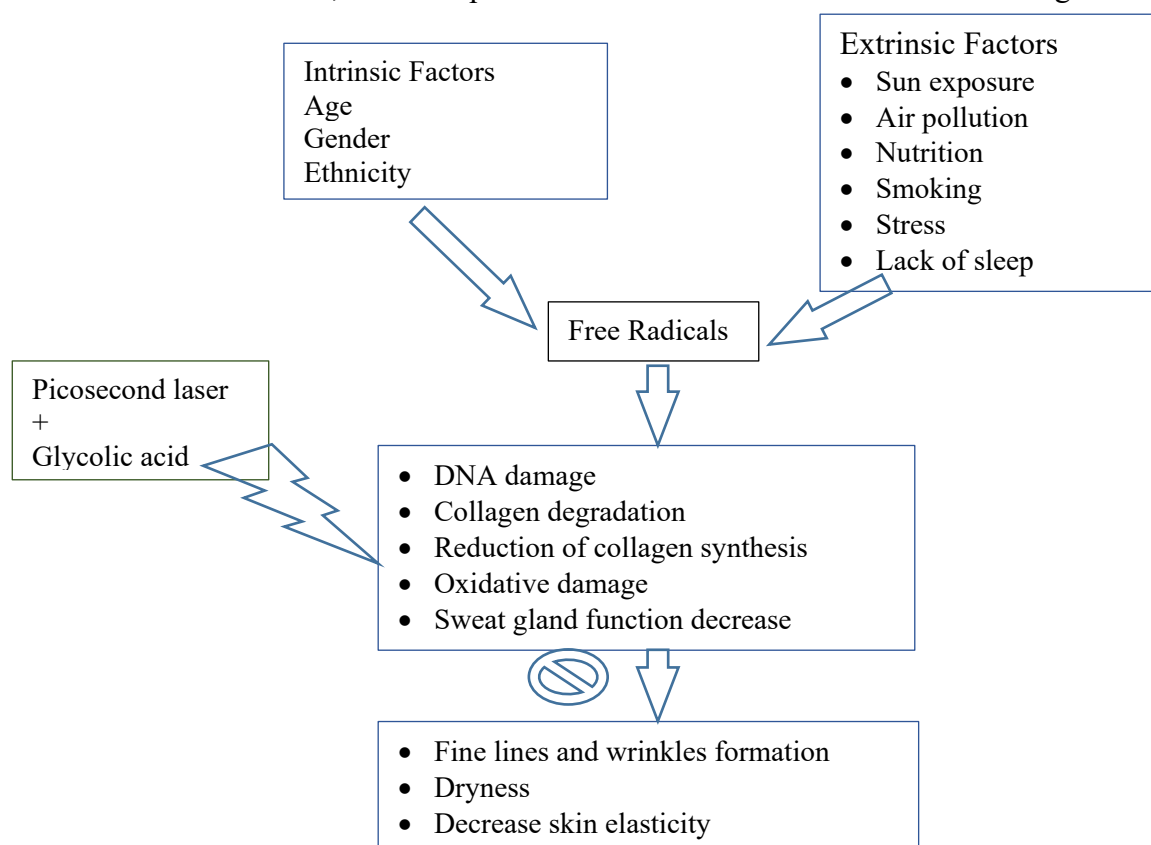 Intrinsic Factors
Age
Gender
Ethnicity
Extrinsic Factors
• Sun exposure
• Air pollution
• Nutrition
• Smoking
• Stress
• Lack of sleep
Free Radicals
Picosecond laser
+
Glycolic acid
• DNA damage
• Collagen degradation
• Reduction of collagen synthesis
• Oxidative damage
• Sweat gland function decrease
• Fine lines and wrinkles formation
• Dryness
• Decrease skin elasticity